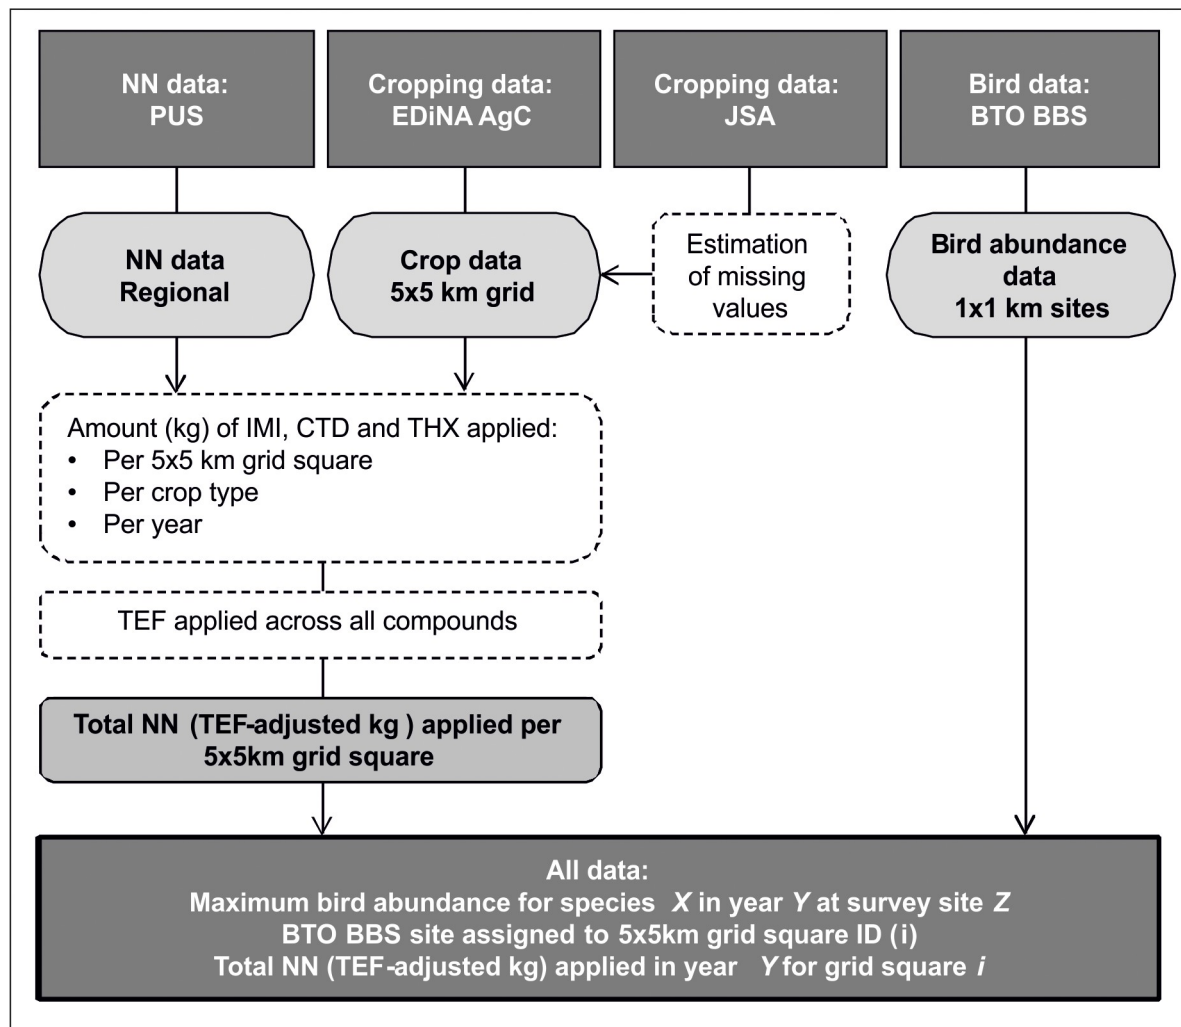 NN data:
PUS
Cropping data:
EDiNA AgC
Cropping data:
JSA
Bird data:
BTO BBS
NN data
Regional
Crop data
5x5 km grid
Estimation
of missing
values
Bird abundance
data
1x1 km sites
Amount (kg) of IMI, CTD and THX applied:
• Per 5x5 km grid square
• Per crop type
• Per year
TEF applied across all compounds
Total NN (TEF-adjusted kg ) applied per
5x5km grid square
All data:
Maximum bird abundance for species X in year Y at survey site Z
BTO BBS site assigned to 5x5km grid square ID (i)
Total NN (TEF-adjusted kg) applied in year Y for grid square i